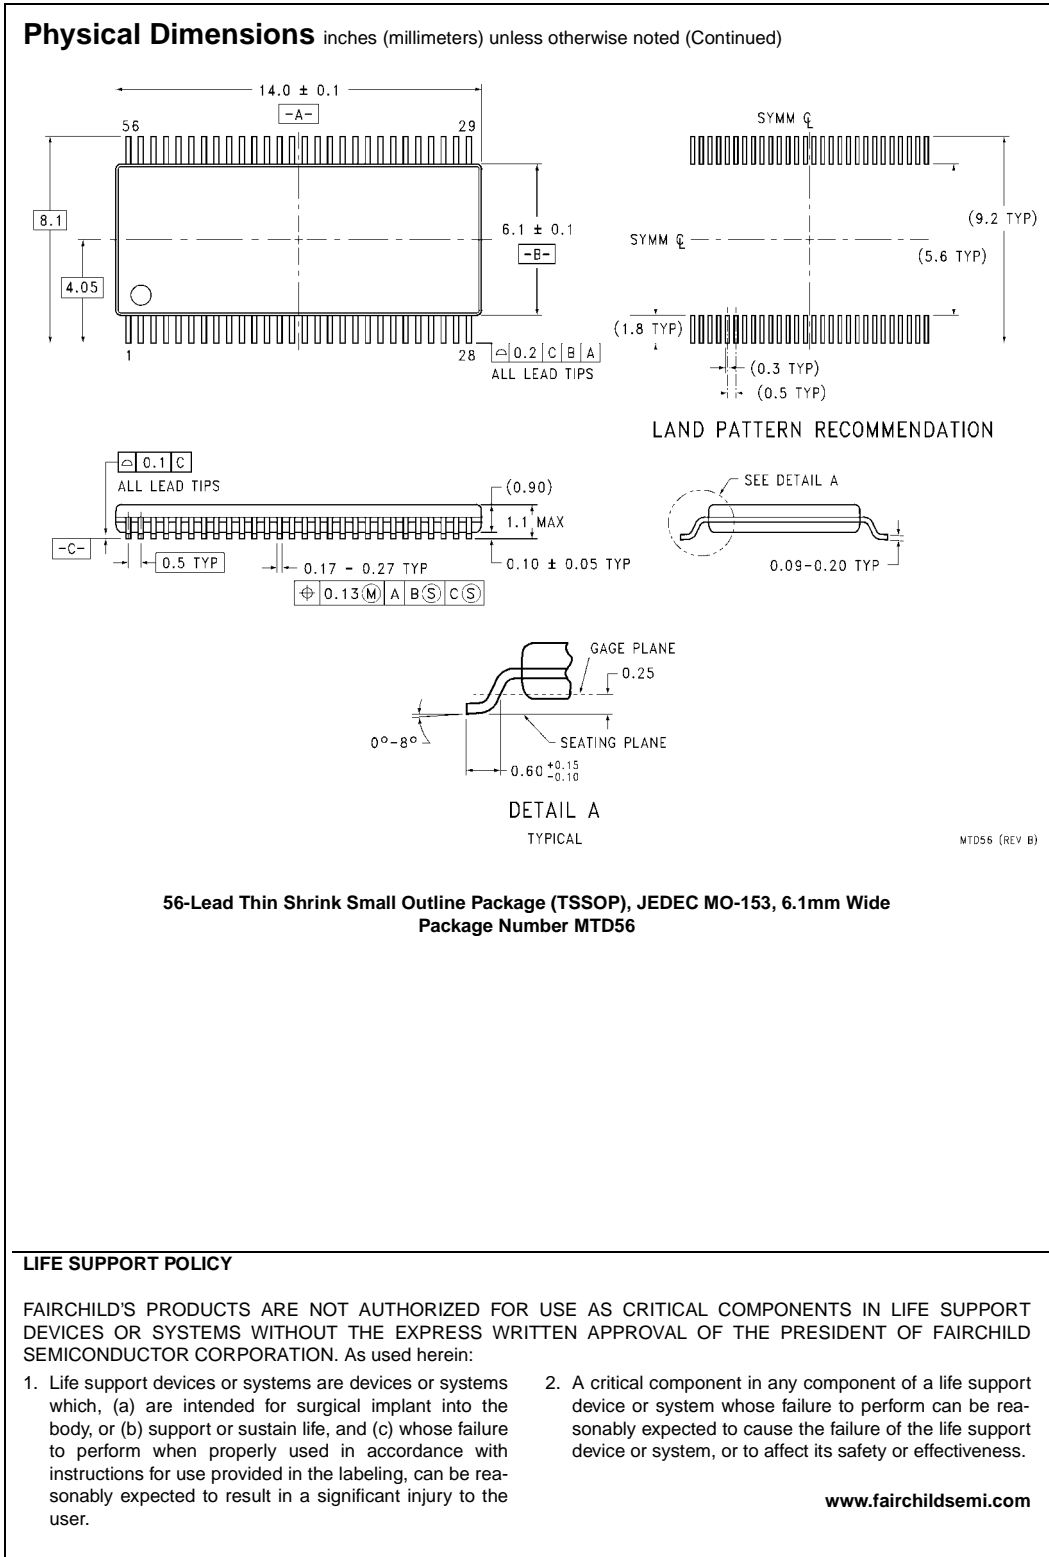 Physical Dimensions inches (millimeters) unless otherwise noted (Continued)
14.0 ± 0.1
-A-
56
29
8.1
4.05
6.1 ± 0.1
-B-
1
28
⌓ 0.2 C B A
ALL LEAD TIPS
SYMM ℄
SYMM ℄
(9.2 TYP)
(5.6 TYP)
(1.8 TYP)
(0.3 TYP)
(0.5 TYP)
LAND PATTERN RECOMMENDATION
⌓ 0.1 C
ALL LEAD TIPS
(0.90)
1.1 MAX
-C-
0.5 TYP
0.17 - 0.27 TYP
0.10 ± 0.05 TYP
⌖ 0.13 Ⓜ A B Ⓢ C Ⓢ
SEE DETAIL A
0.09-0.20 TYP
GAGE PLANE
0.25
0°-8°
SEATING PLANE
0.60 +0.15 -0.10
DETAIL A
TYPICAL
MTD56 (REV B)
56-Lead Thin Shrink Small Outline Package (TSSOP), JEDEC MO-153, 6.1mm Wide
Package Number MTD56
LIFE SUPPORT POLICY
FAIRCHILD'S PRODUCTS ARE NOT AUTHORIZED FOR USE AS CRITICAL COMPONENTS IN LIFE SUPPORT
DEVICES OR SYSTEMS WITHOUT THE EXPRESS WRITTEN APPROVAL OF THE PRESIDENT OF FAIRCHILD
SEMICONDUCTOR CORPORATION. As used herein:
1. Life support devices or systems are devices or systems
which, (a) are intended for surgical implant into the
body, or (b) support or sustain life, and (c) whose failure
to perform when properly used in accordance with
instructions for use provided in the labeling, can be rea-
sonably expected to result in a significant injury to the
user.
2. A critical component in any component of a life support
device or system whose failure to perform can be rea-
sonably expected to cause the failure of the life support
device or system, or to affect its safety or effectiveness.
www.fairchildsemi.com